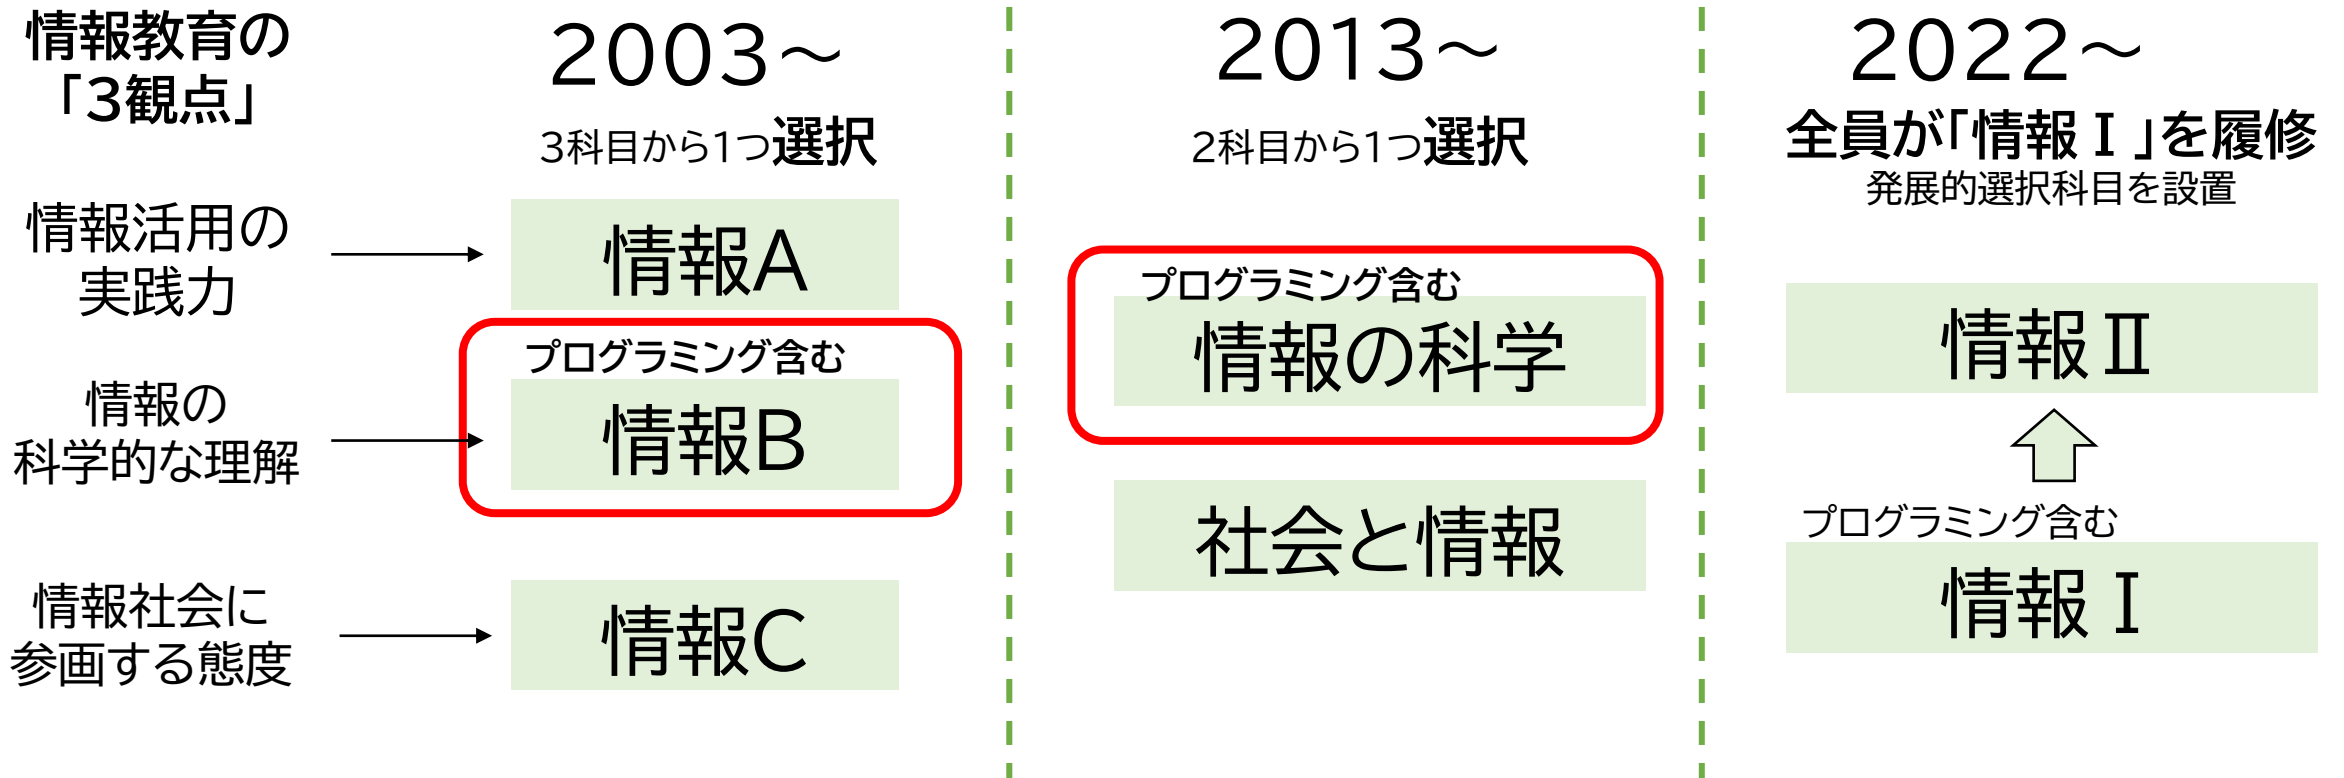 情報教育の
「3観点」
情報活用の
実践力
情報の
科学的な理解
情報社会に
参画する態度
2003～
3科目から1つ選択
情報A
プログラミング含む
情報B
情報C
2013～
2科目から1つ選択
プログラミング含む
情報の科学
社会と情報
2022～
全員が「情報Ⅰ」を履修
発展的選択科目を設置
情報Ⅱ
プログラミング含む
情報Ⅰ